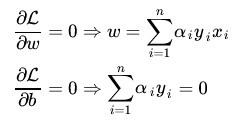 ∂ℒ/∂w = 0 ⇒ w = ∑_{i=1}^{n} α_i y_i x_i
∂ℒ/∂b = 0 ⇒ ∑_{i=1}^{n} α_i y_i = 0